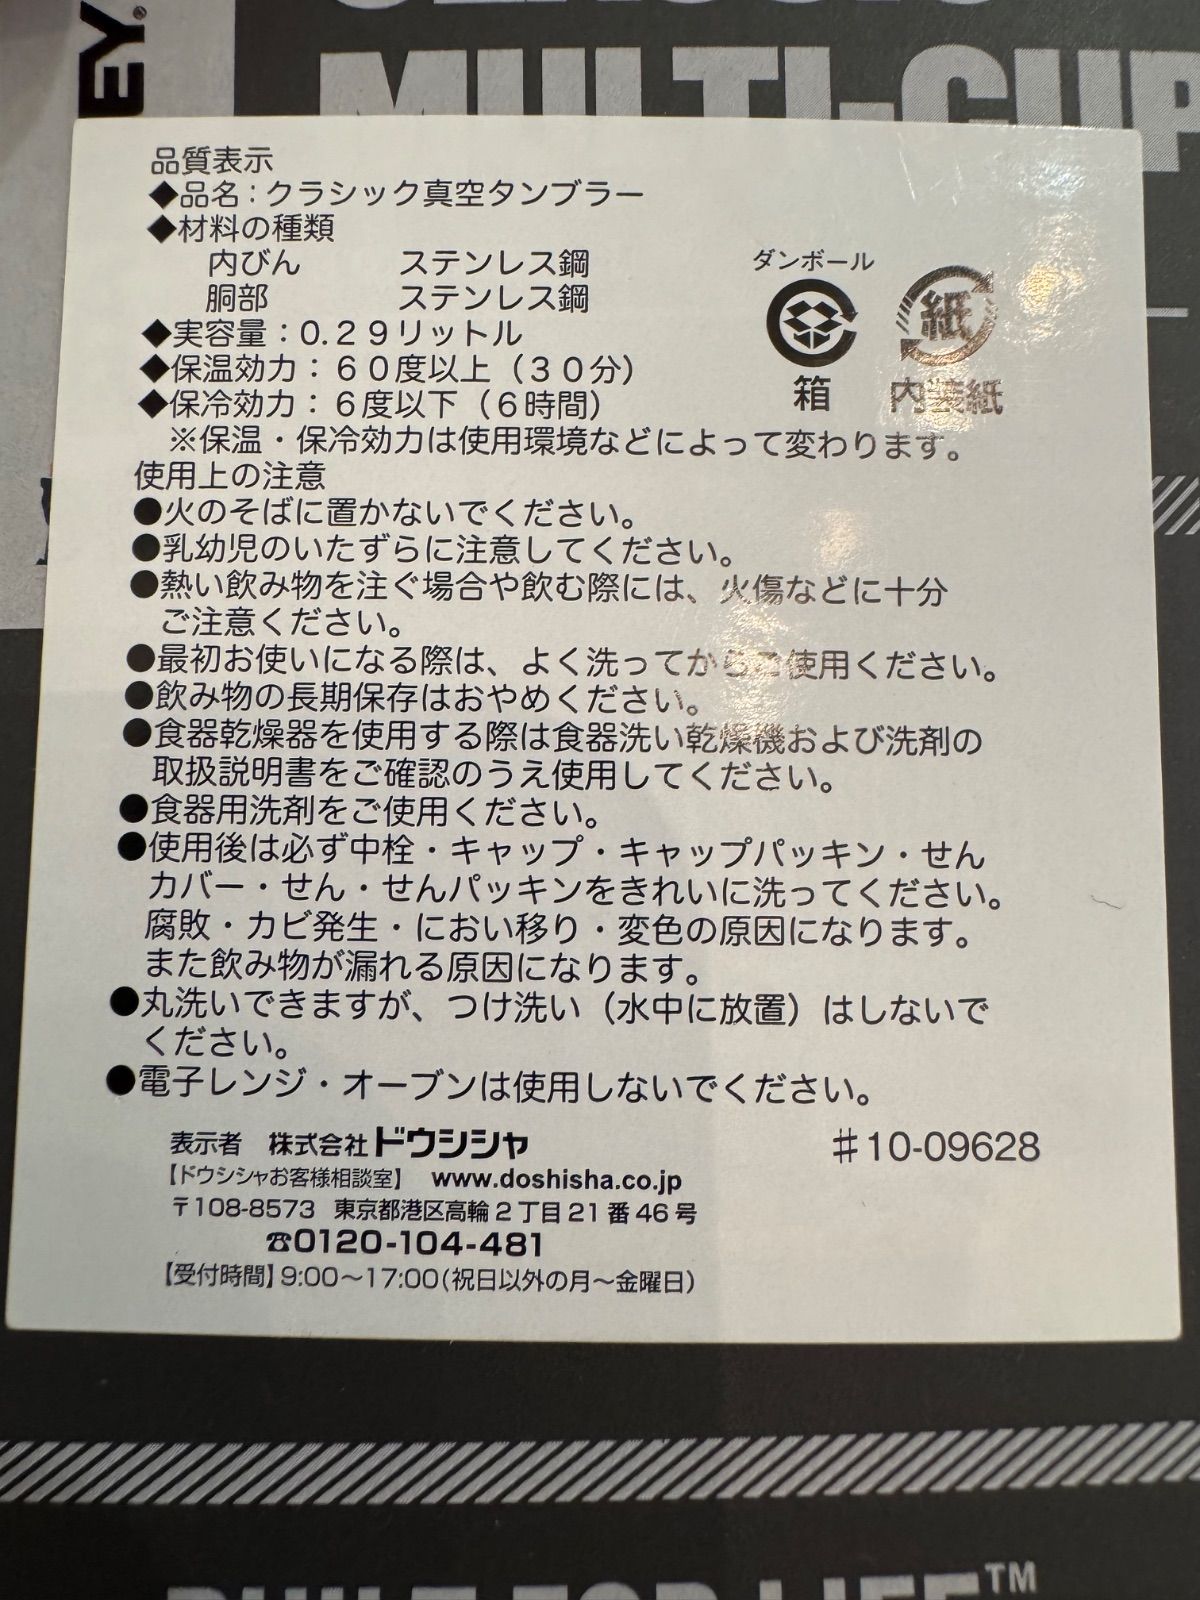 EY®
MULTI-CUP
品質表示
◆品名：クラシック真空タンブラー
◆材料の種類
内びん ステンレス鋼
胴部 ステンレス鋼
◆実容量：0.29リットル
◆保温効力：60度以上（30分）
◆保冷効力：6度以下（6時間）
※保温・保冷効力は使用環境などによって変わります。
ダンボール
箱
紙
内装紙
使用上の注意
●火のそばに置かないでください。
●乳幼児のいたずらに注意してください。
●熱い飲み物を注ぐ場合や飲む際には、火傷などに十分
ご注意ください。
●最初お使いになる際は、よく洗ってからご使用ください。
●飲み物の長期保存はおやめください。
●食器乾燥器を使用する際は食器洗い乾燥機および洗剤の
取扱説明書をご確認のうえ使用してください。
●食器用洗剤をご使用ください。
●使用後は必ず中栓・キャップ・キャップパッキン・せん
カバー・せん・せんパッキンをきれいに洗ってください。
腐敗・カビ発生・におい移り・変色の原因になります。
また飲み物が漏れる原因になります。
●丸洗いできますが、つけ洗い（水中に放置）はしないで
ください。
●電子レンジ・オーブンは使用しないでください。
表示者 株式会社ドウシシャ
#10-09628
【ドウシシャお客様相談室】 www.doshisha.co.jp
〒108-8573 東京都港区高輪2丁目21番46号
☎0120-104-481
【受付時間】9:00～17:00(祝日以外の月～金曜日)
BUILT FOR LIFE™